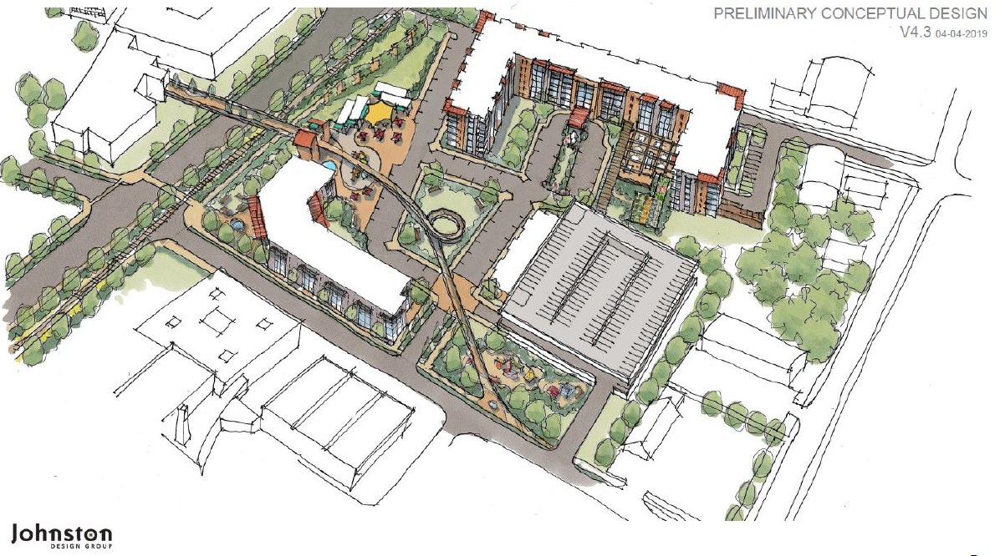 PRELIMINARY CONCEPTUAL DESIGN
V4.3 04-04-2019
Johnston
DESIGN GROUP